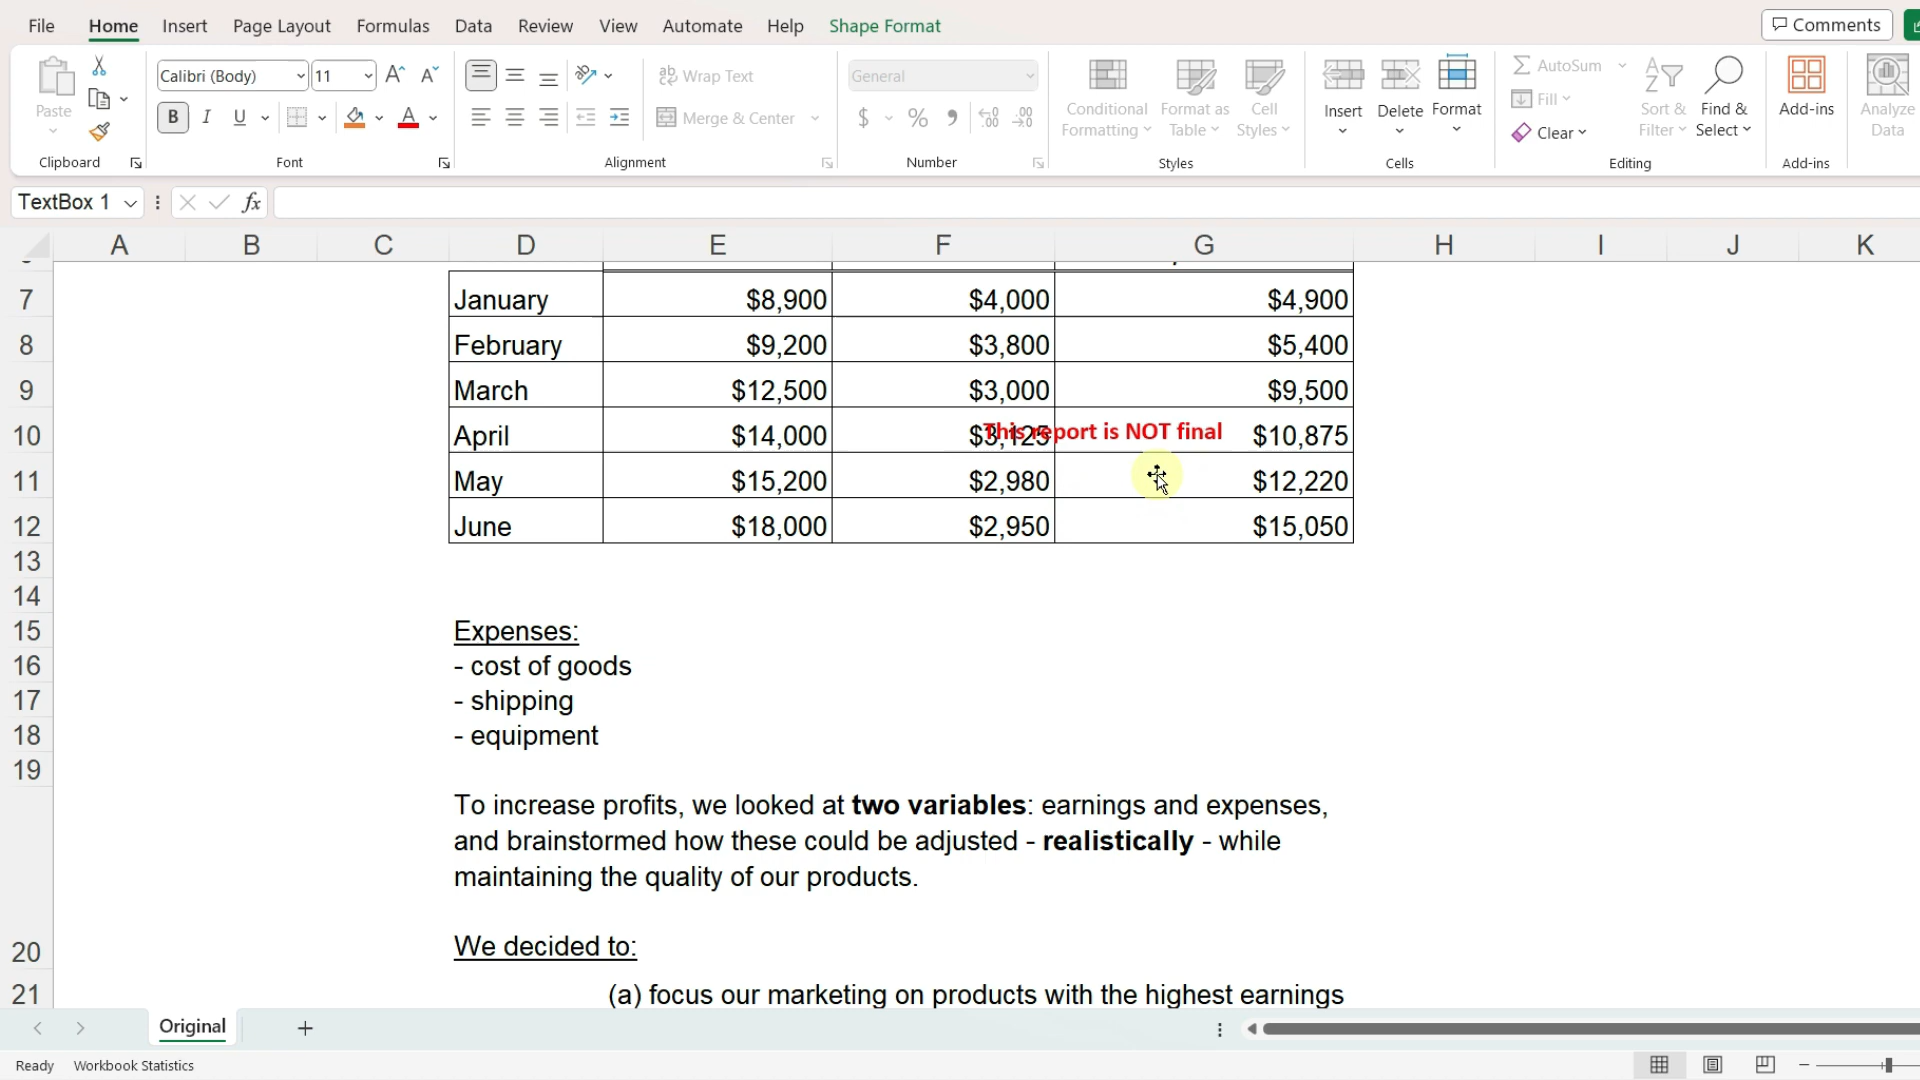 File Home Insert Page Layout Formulas Data Review View Automate Help Shape Format Comments
Calibri (Body) 11 Wrap Text General AutoSum
Paste Conditional Formatting Format as Table Cell Styles Insert Delete Format Fill Sort & Filter Find & Select Add-ins Analyze Data
B I U A Merge & Center $ % Clear
Clipboard Font Alignment Number Styles Cells Editing Add-ins
TextBox 1 fx
A B C D E F G H I J K
7 January $8,900 $4,000 $4,900
8 February $9,200 $3,800 $5,400
9 March $12,500 $3,000 $9,500
10 April $14,000 $3,125 $10,875
This report is NOT final
11 May $15,200 $2,980 $12,220
12 June $18,000 $2,950 $15,050
13
14
15 Expenses:
16 - cost of goods
17 - shipping
18 - equipment
19
To increase profits, we looked at two variables: earnings and expenses,
and brainstormed how these could be adjusted - realistically - while
maintaining the quality of our products.
20 We decided to:
21 (a) focus our marketing on products with the highest earnings
Original
Ready Workbook Statistics